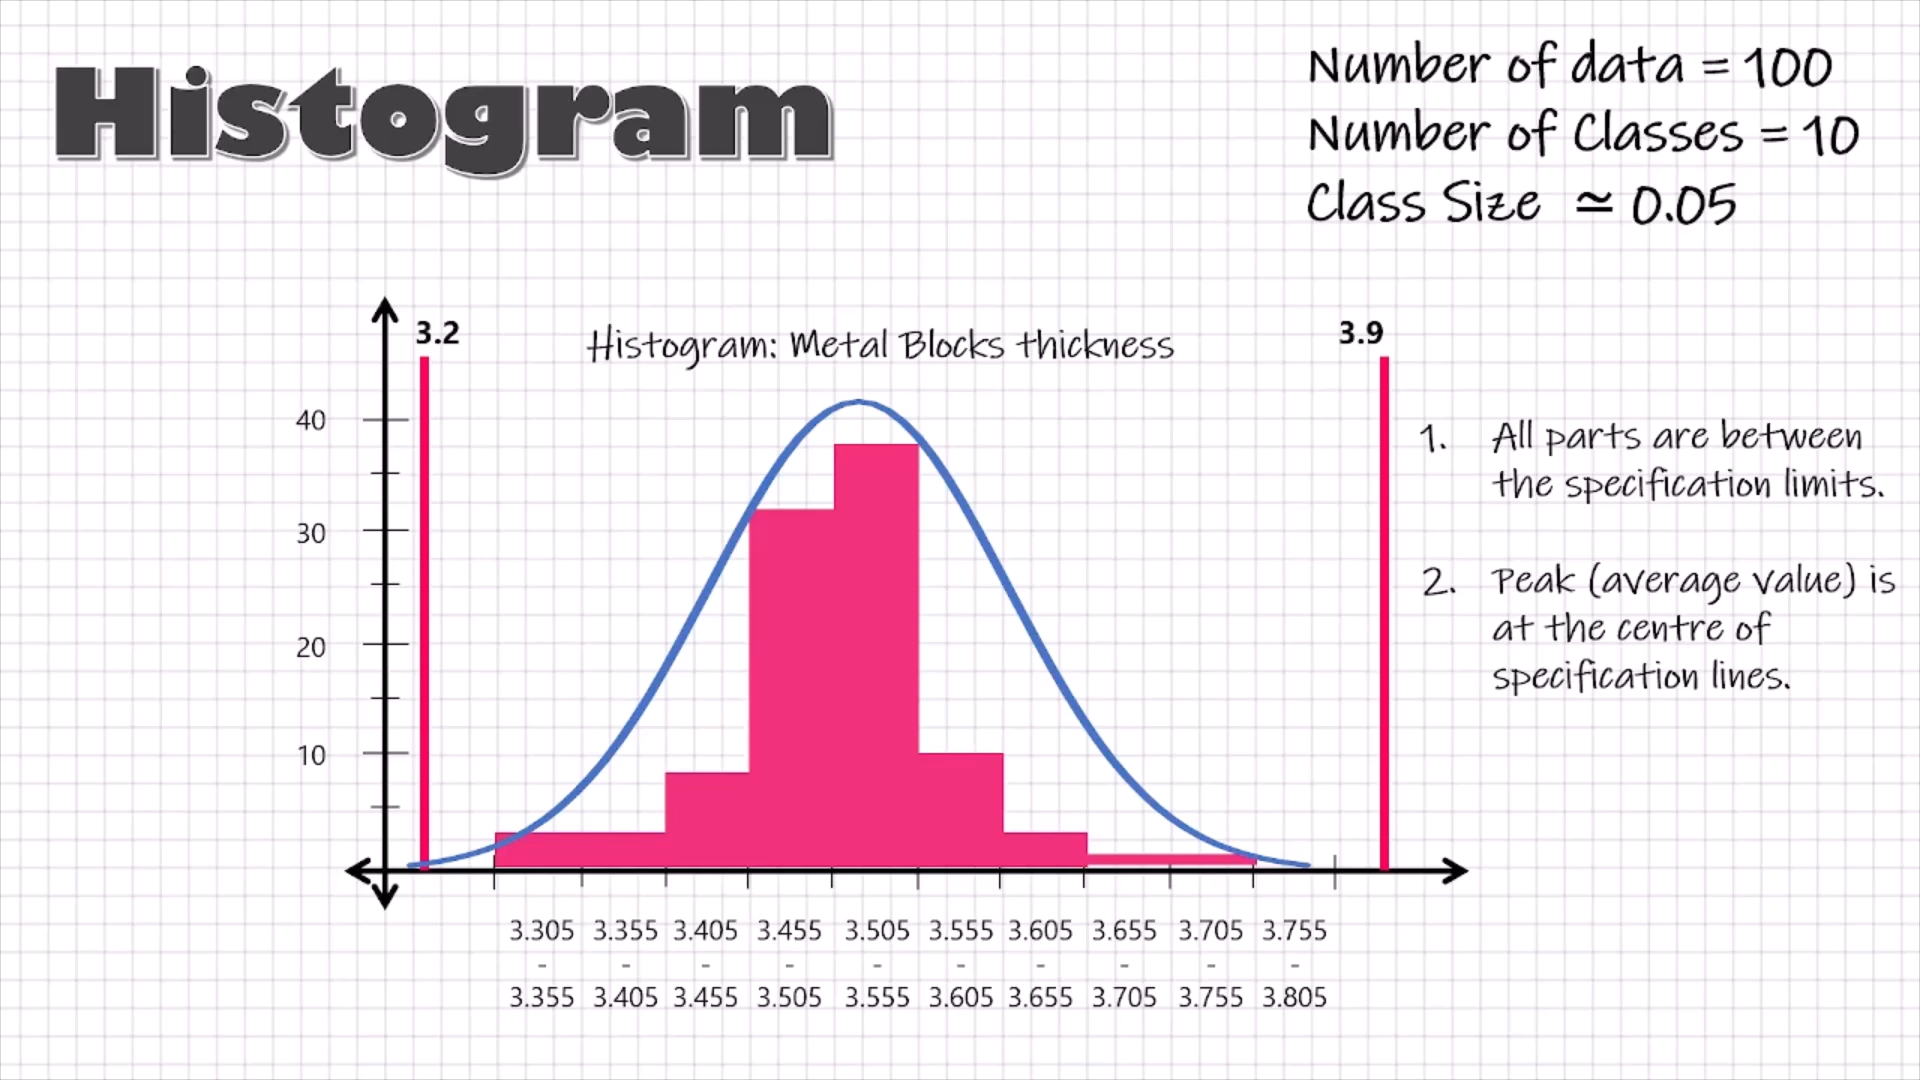 Histogram
Number of data = 100
Number of Classes = 10
Class Size ≃ 0.05
3.2
Histogram: Metal Blocks thickness
3.9
40
30
20
10
1. All parts are between
the specification limits.
2. Peak (average value) is
at the centre of
specification lines.
3.305 3.355 3.405 3.455 3.505 3.555 3.605 3.655 3.705 3.755
- - - - - - - - - -
3.355 3.405 3.455 3.505 3.555 3.605 3.655 3.705 3.755 3.805